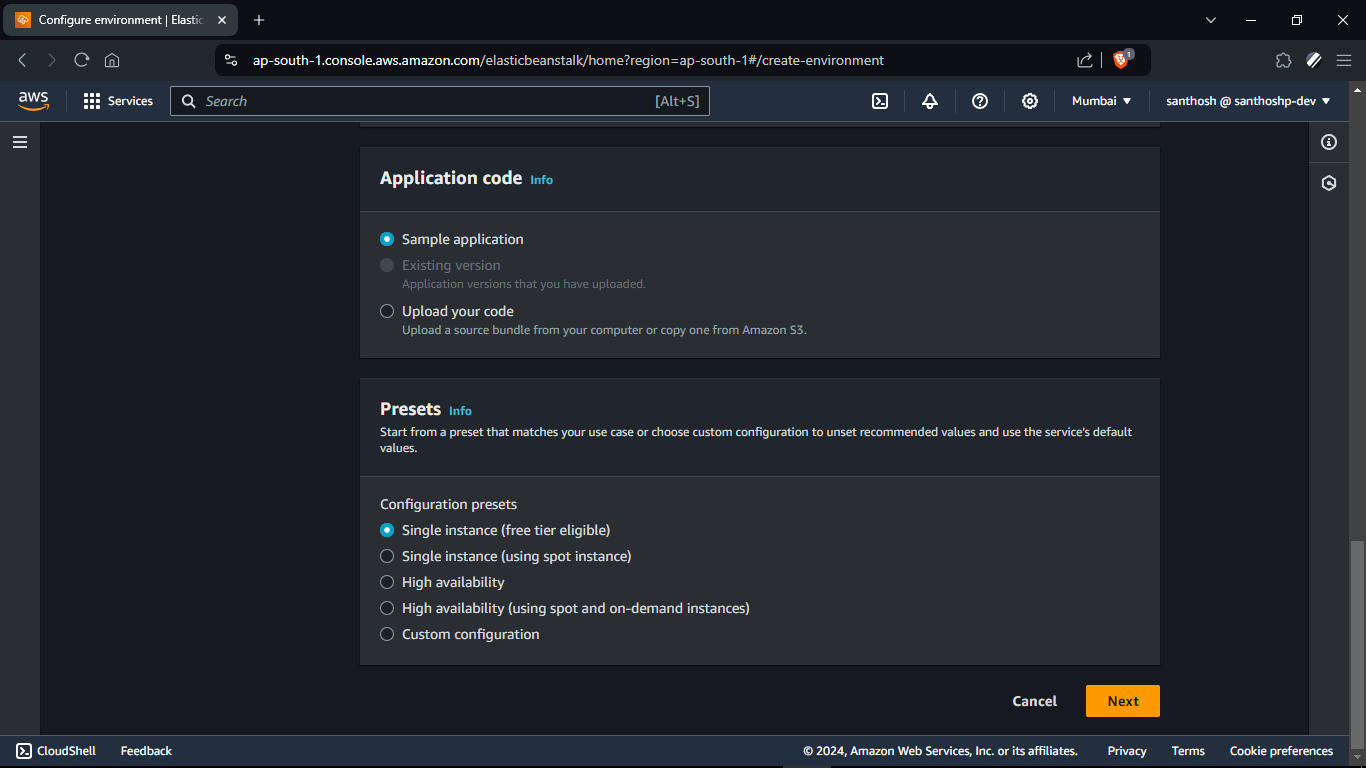 Configure environment | Elastic
ap-south-1.console.aws.amazon.com/elasticbeanstalk/home?region=ap-south-1#/create-environment
1
aws
Services
Search
[Alt+S]
Mumbai
santhosh @ santhoshp-dev
Application code Info
Sample application
Existing version
Application versions that you have uploaded.
Upload your code
Upload a source bundle from your computer or copy one from Amazon S3.
Presets Info
Start from a preset that matches your use case or choose custom configuration to unset recommended values and use the service's default
values.
Configuration presets
Single instance (free tier eligible)
Single instance (using spot instance)
High availability
High availability (using spot and on-demand instances)
Custom configuration
Cancel
Next
CloudShell
Feedback
© 2024, Amazon Web Services, Inc. or its affiliates.
Privacy
Terms
Cookie preferences